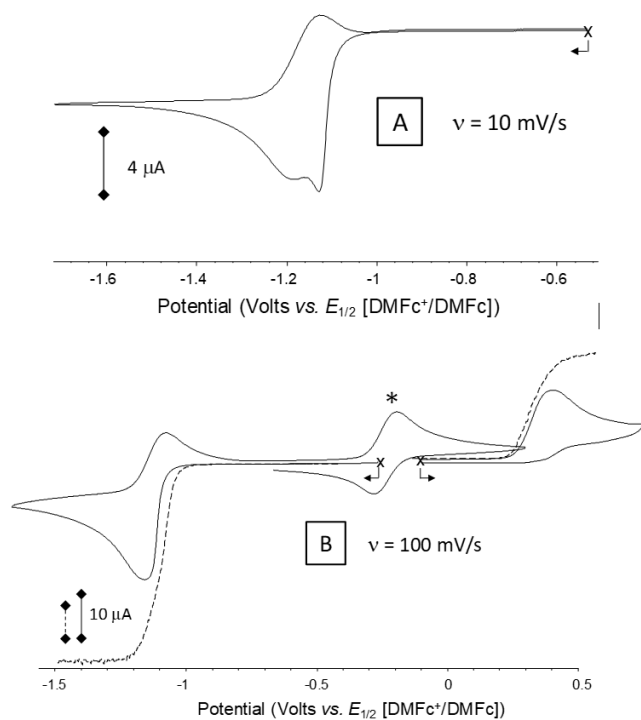 x
A
ν = 10 mV/s
4 μA
-1.6 -1.4 -1.2 -1 -0.8 -0.6
Potential (Volts vs. E1/2 [DMFc+/DMFc])
*
x x
B
ν = 100 mV/s
10 μA
-1.5 -1 -0.5 0 0.5
Potential (Volts vs. E1/2 [DMFc+/DMFc])